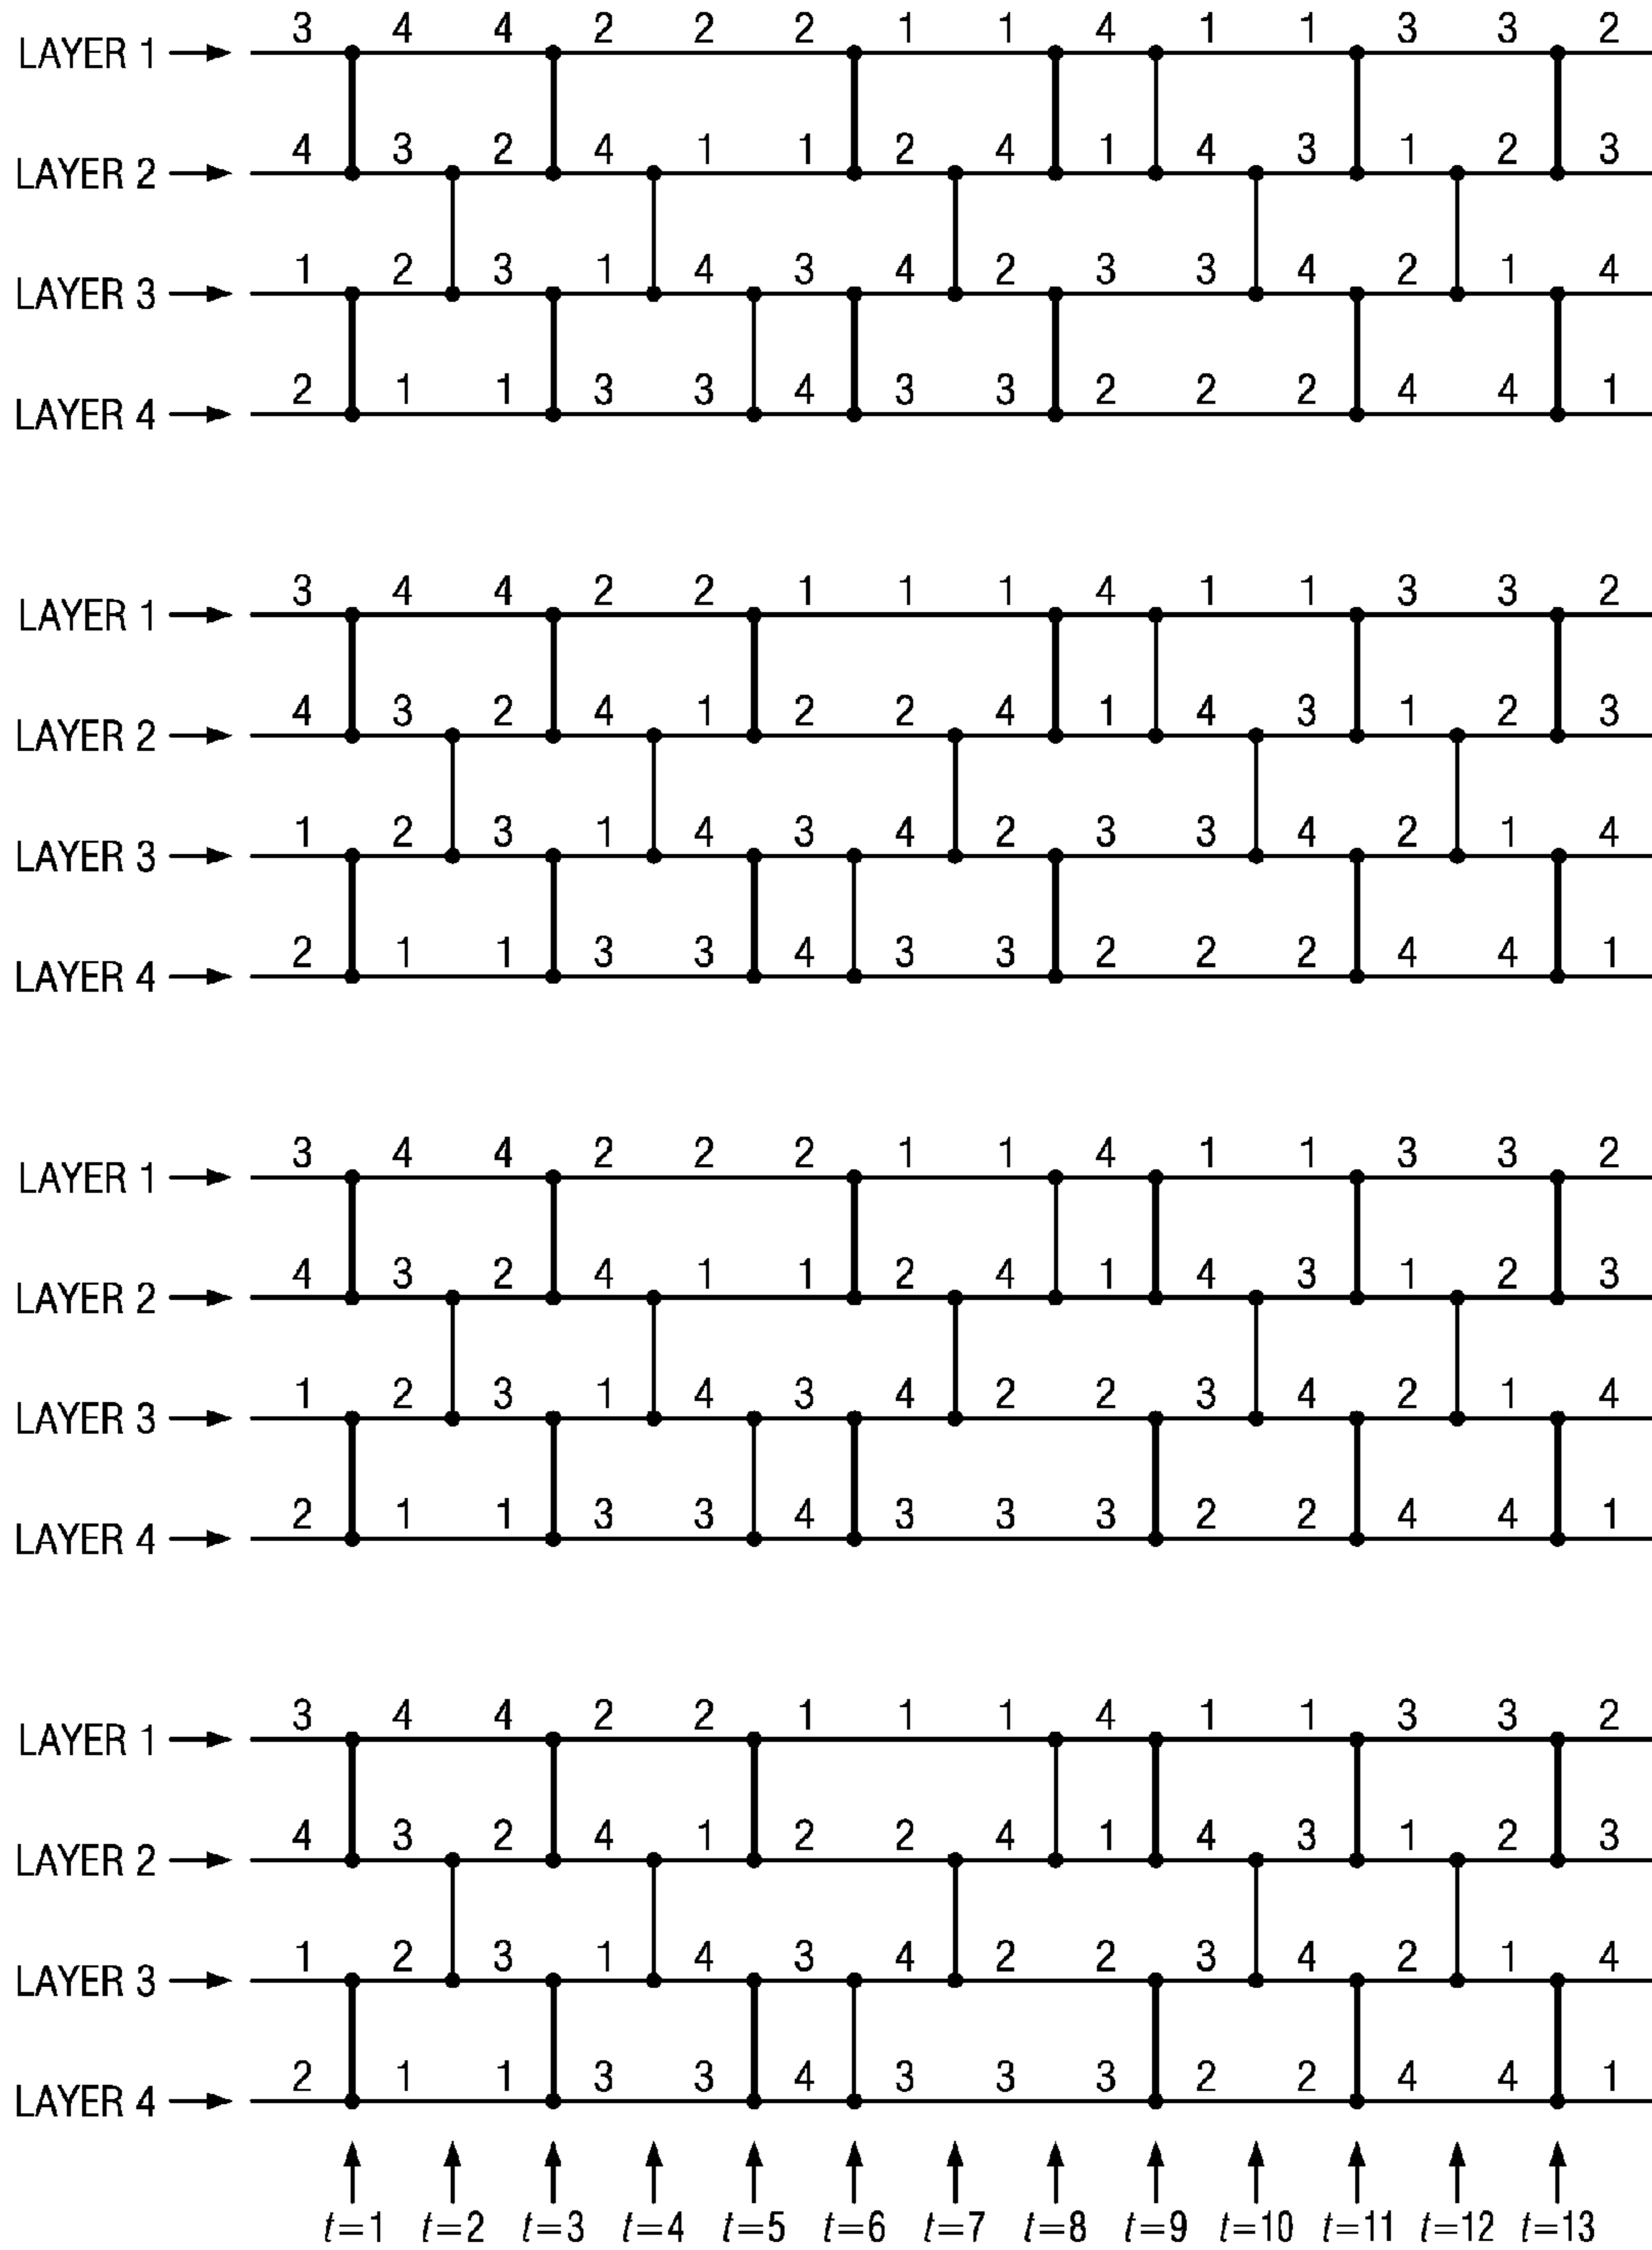 3 4 4 2 2 2 1 1 4 1 1 3 3 2
LAYER 1
4 3 2 4 1 1 2 4 1 4 3 1 2 3
LAYER 2
1 2 3 1 4 3 4 2 3 3 4 2 1 4
LAYER 3
2 1 1 3 3 4 3 3 2 2 2 4 4 1
LAYER 4
3 4 4 2 2 1 1 1 4 1 1 3 3 2
LAYER 1
4 3 2 4 1 2 2 4 1 4 3 1 2 3
LAYER 2
1 2 3 1 4 3 4 2 3 3 4 2 1 4
LAYER 3
2 1 1 3 3 4 3 3 2 2 2 4 4 1
LAYER 4
3 4 4 2 2 2 1 1 4 1 1 3 3 2
LAYER 1
4 3 2 4 1 1 2 4 1 4 3 1 2 3
LAYER 2
1 2 3 1 4 3 4 2 2 3 4 2 1 4
LAYER 3
2 1 1 3 3 4 3 3 3 2 2 4 4 1
LAYER 4
3 4 4 2 2 1 1 1 4 1 1 3 3 2
LAYER 1
4 3 2 4 1 2 2 4 1 4 3 1 2 3
LAYER 2
1 2 3 1 4 3 4 2 2 3 4 2 1 4
LAYER 3
2 1 1 3 3 4 3 3 3 2 2 4 4 1
LAYER 4
t=1 t=2 t=3 t=4 t=5 t=6 t=7 t=8 t=9 t=10 t=11 t=12 t=13